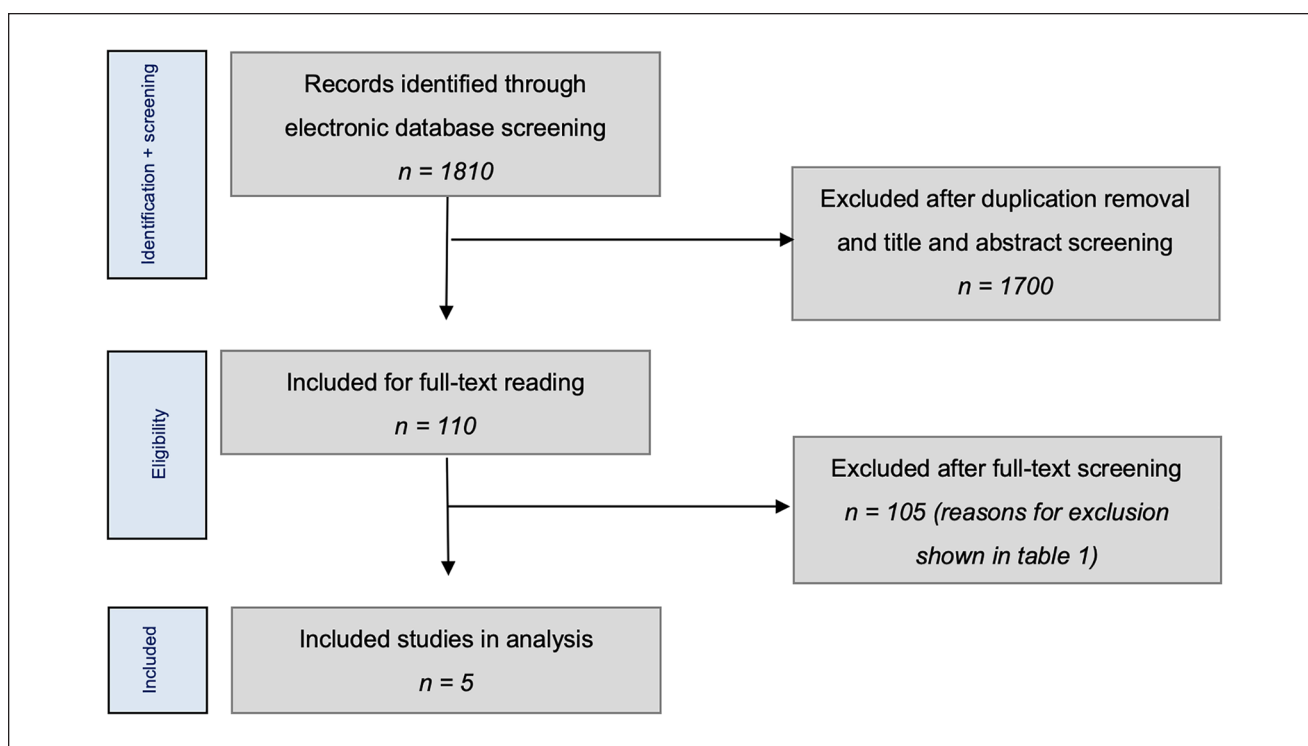 Identification + screening
Records identified through
electronic database screening
n = 1810
Excluded after duplication removal
and title and abstract screening
n = 1700
Eligibility
Included for full-text reading
n = 110
Excluded after full-text screening
n = 105 (reasons for exclusion
shown in table 1)
Included
Included studies in analysis
n = 5